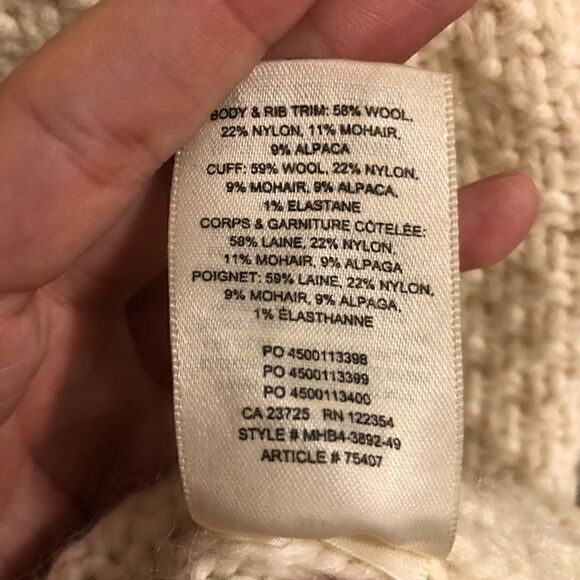 BODY & RIB TRIM: 58% WOOL,
22% NYLON, 11% MOHAIR,
9% ALPACA
CUFF: 59% WOOL, 22% NYLON,
9% MOHAIR, 9% ALPACA,
1% ELASTANE
CORPS & GARNITURE CÔTELÉE:
58% LAINE, 22% NYLON,
11% MOHAIR, 9% ALPAGA
POIGNET: 59% LAINE, 22% NYLON,
9% MOHAIR, 9% ALPAGA,
1% ÉLASTHANNE
PO 4500113398
PO 4500113399
PO 4500113400
CA 23725 RN 122354
STYLE # MHB4-3892-49
ARTICLE # 75407